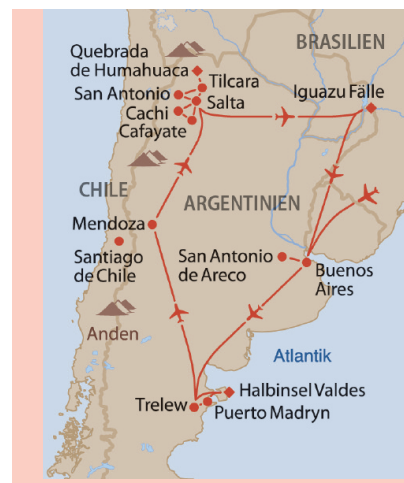 BRASILIEN
Quebrada
de Humahuaca
Tilcara
San Antonio
Salta
Iguazu Fälle
Cachi
Cafayate
CHILE
ARGENTINIEN
Mendoza
Santiago
de Chile
San Antonio
de Areco
Buenos
Aires
Anden
Atlantik
Halbinsel Valdes
Trelew
Puerto Madryn